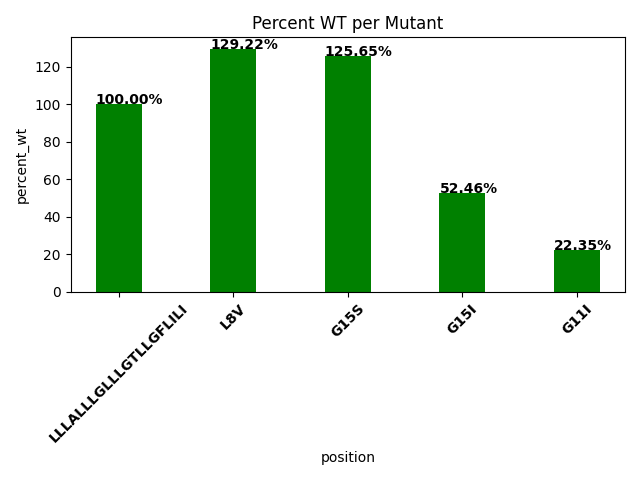 Percent WT per Mutant
percent_wt
120
100
80
60
40
20
0
100.00%
129.22%
125.65%
52.46%
22.35%
LLLALLLGLLLGTLLGFLILI
L8V
G15S
G15I
G11I
position